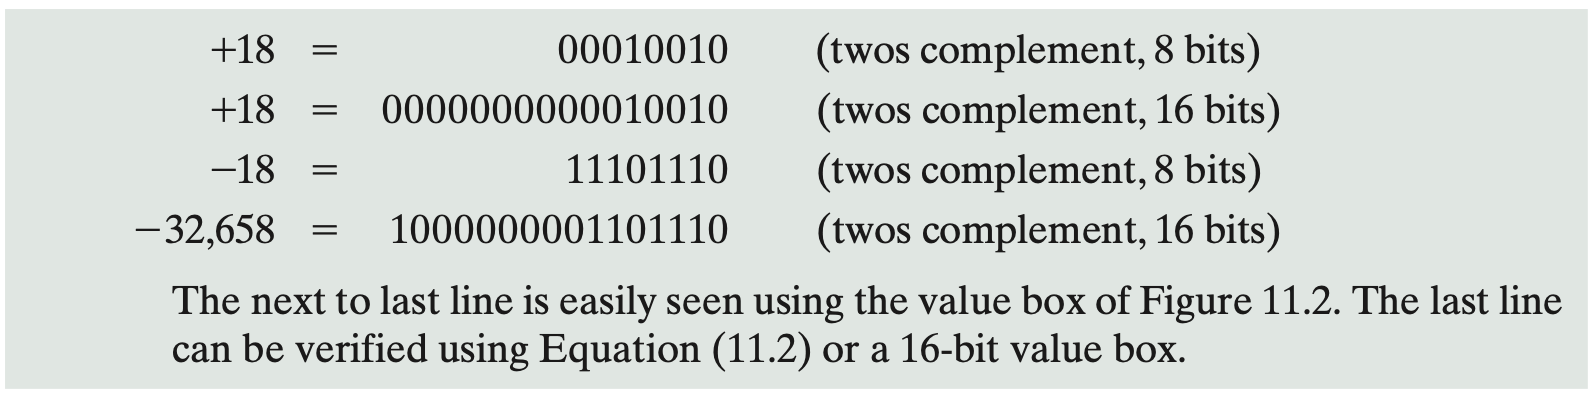 +18 = 00010010 (twos complement, 8 bits)
+18 = 0000000000010010 (twos complement, 16 bits)
−18 = 11101110 (twos complement, 8 bits)
−32,658 = 1000000001101110 (twos complement, 16 bits)
The next to last line is easily seen using the value box of Figure 11.2. The last line
can be verified using Equation (11.2) or a 16-bit value box.